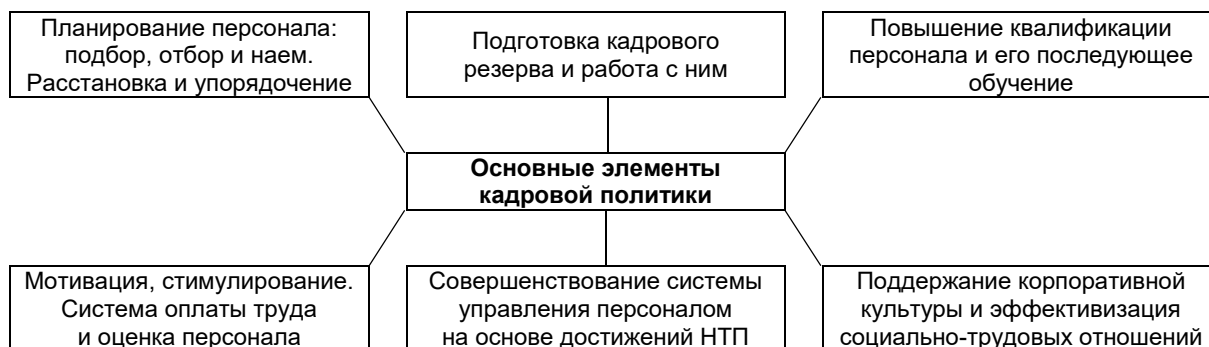 Планирование персонала:
подбор, отбор и наем.
Расстановка и упорядочение
Подготовка кадрового
резерва и работа с ним
Повышение квалификации
персонала и его последующее
обучение
Основные элементы
кадровой политики
Мотивация, стимулирование.
Система оплаты труда
и оценка персонала
Совершенствование системы
управления персоналом
на основе достижений НТП
Поддержание корпоративной
культуры и эффективизация
социально-трудовых отношений